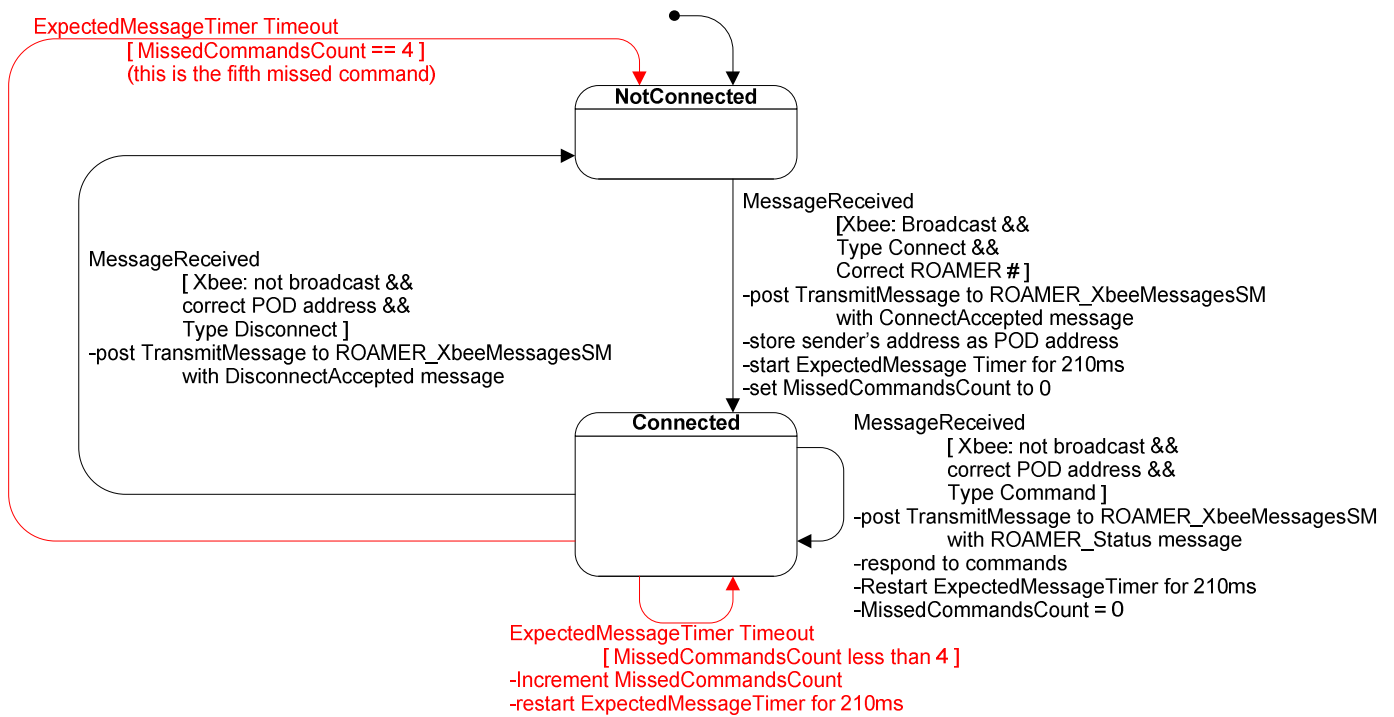 ExpectedMessageTimer Timeout
[ MissedCommandsCount == 4 ]
(this is the fifth missed command)
NotConnected
MessageReceived
[Xbee: Broadcast &&
Type Connect &&
Correct ROAMER # ]
-post TransmitMessage to ROAMER_XbeeMessagesSM
with ConnectAccepted message
-store sender's address as POD address
-start ExpectedMessage Timer for 210ms
-set MissedCommandsCount to 0
MessageReceived
[ Xbee: not broadcast &&
correct POD address &&
Type Disconnect ]
-post TransmitMessage to ROAMER_XbeeMessagesSM
with DisconnectAccepted message
Connected
MessageReceived
[ Xbee: not broadcast &&
correct POD address &&
Type Command ]
-post TransmitMessage to ROAMER_XbeeMessagesSM
with ROAMER_Status message
-respond to commands
-Restart ExpectedMessageTimer for 210ms
-MissedCommandsCount = 0
ExpectedMessageTimer Timeout
[ MissedCommandsCount less than 4 ]
-Increment MissedCommandsCount
-restart ExpectedMessageTimer for 210ms